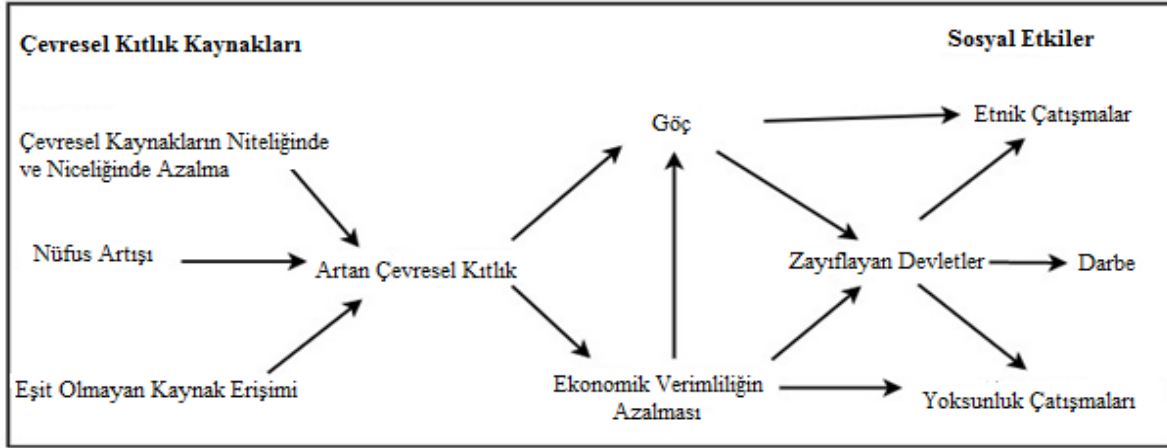 Çevresel Kıtlık Kaynakları
Sosyal Etkiler
Çevresel Kaynakların Niteliğinde
ve Niceliğinde Azalma
Göç
Etnik Çatışmalar
Nüfus Artışı
Artan Çevresel Kıtlık
Zayıflayan Devletler
Darbe
Eşit Olmayan Kaynak Erişimi
Ekonomik Verimliliğin
Azalması
Yoksunluk Çatışmaları